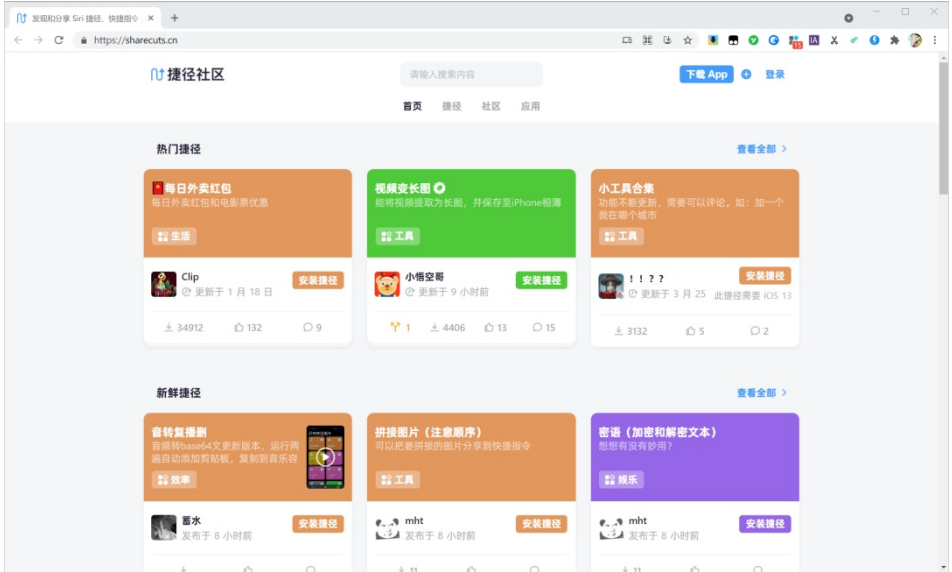 发现和分享 Siri 捷径、快捷指令
https://sharecuts.cn
捷径社区
请输入搜索内容
下载 App
登录
首页 捷径 社区 应用
热门捷径
查看全部
每日外卖红包
每日外卖红包和电影票优惠
生活
Clip
更新于 1 月 18 日
安装捷径
34912 132 9
视频变长图
能将视频提取为长图，并保存至iPhone相薄
工具
小悟空哥
更新于 9 小时前
安装捷径
1 4406 13 15
小工具合集
功能不断更新，需要可以评论。如：加一个
我在哪个城市
工具
！！？？
更新于 3 月 25
安装捷径
此捷径需要 iOS 13
3132 5 2
新鲜捷径
查看全部
音转复播删
音频转base64文更新版本，运行两
遍自动添加剪贴板，复制到音乐容
效率
蓄水
发布于 8 小时前
安装捷径
拼接图片（注意顺序）
可以把要拼接的图片分享到快捷指令
工具
mht
发布于 8 小时前
安装捷径
11
密语（加密和解密文本）
想想有没有妙用？
娱乐
mht
发布于 8 小时前
安装捷径
11